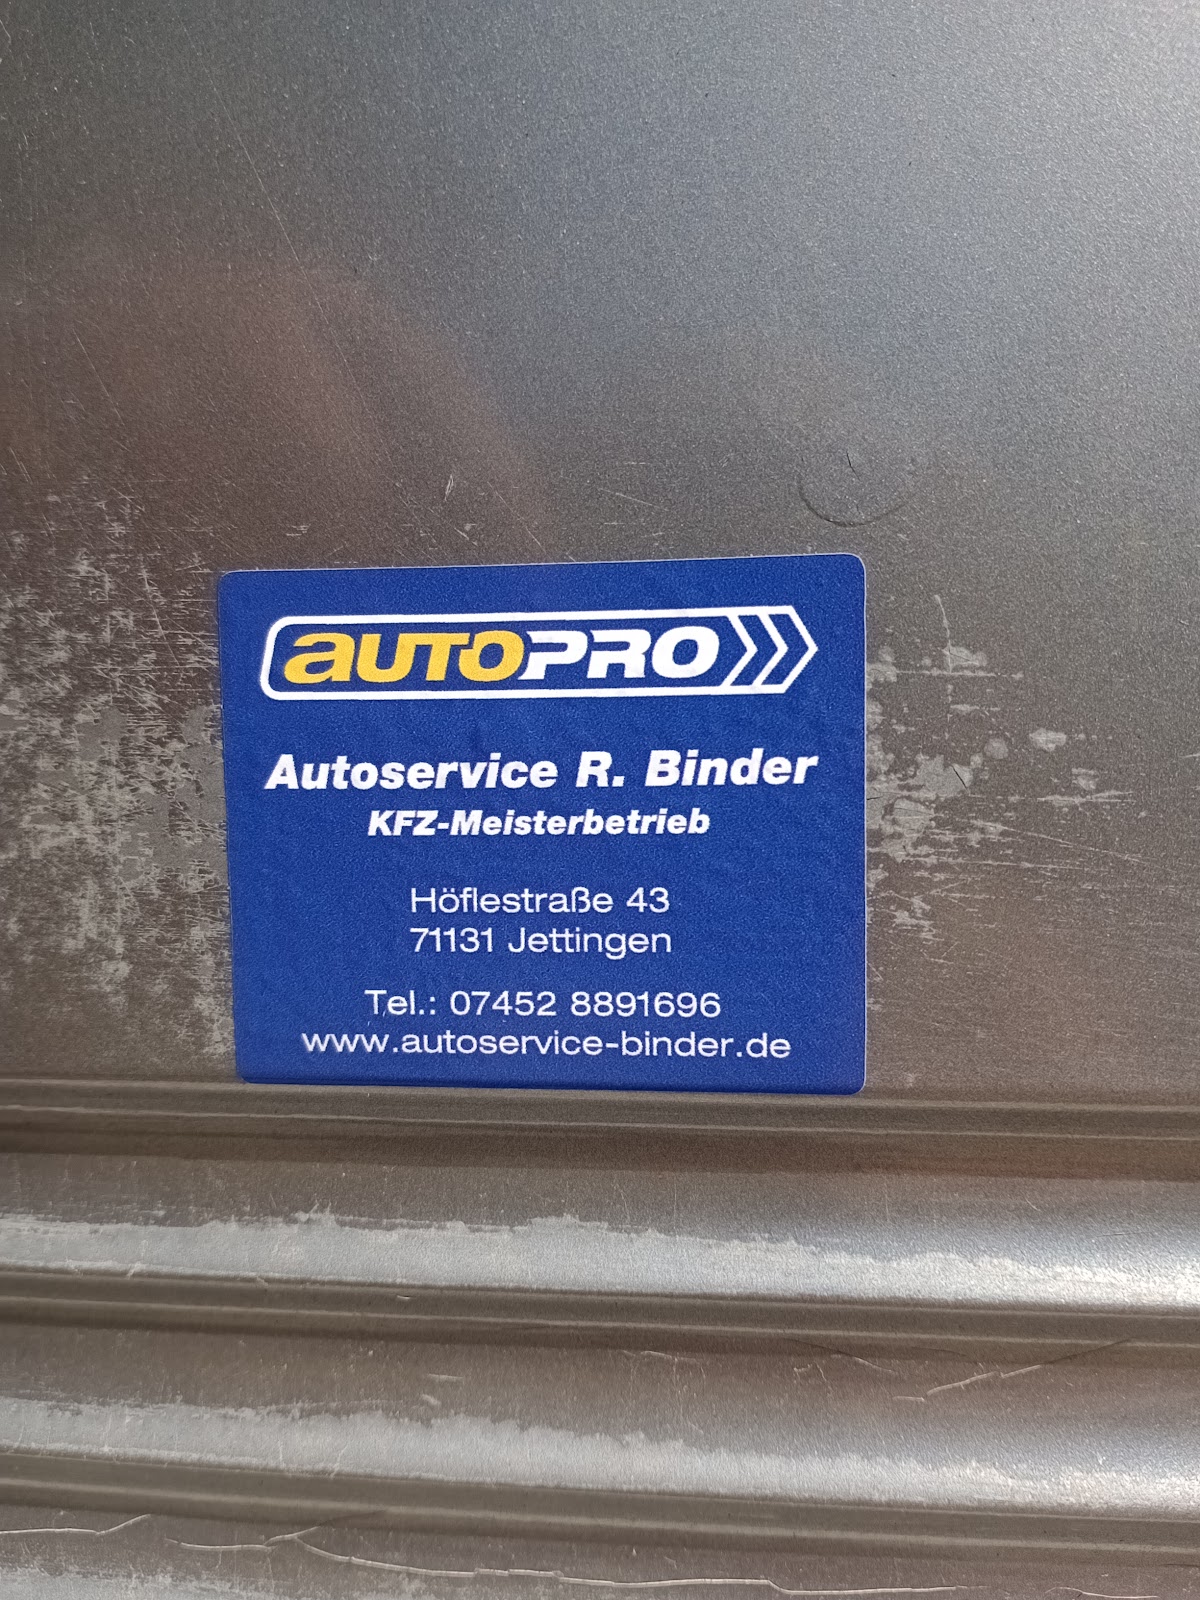 autoPRO
Autoservice R. Binder
KFZ-Meisterbetrieb
Höflestraße 43
71131 Jettingen
Tel.: 07452 8891696
www.autoservice-binder.de